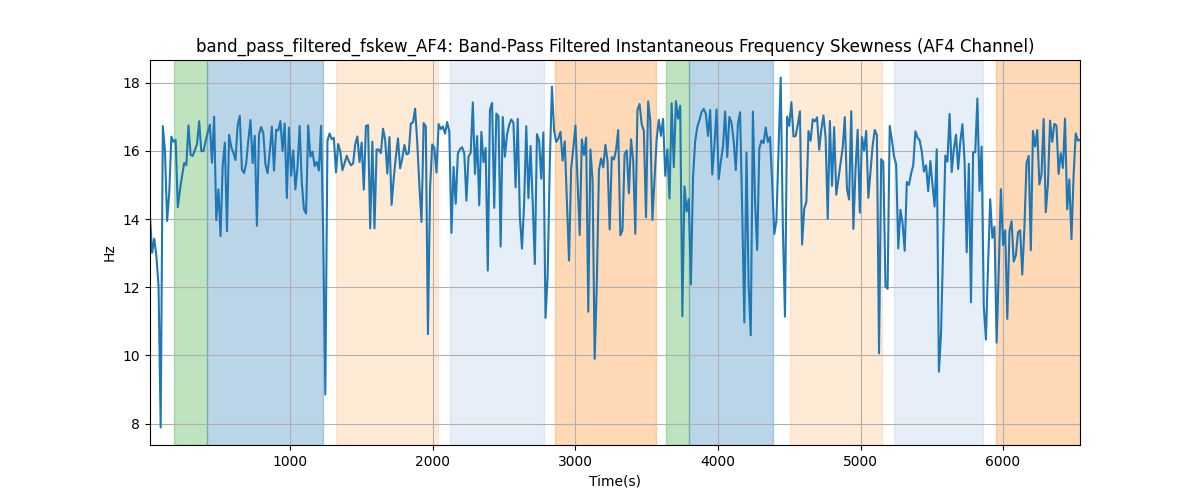 band_pass_filtered_fskew_AF4: Band-Pass Filtered Instantaneous Frequency Skewness (AF4 Channel)
18
16
14
12
10
8
Hz
1000 2000 3000 4000 5000 6000
Time(s)